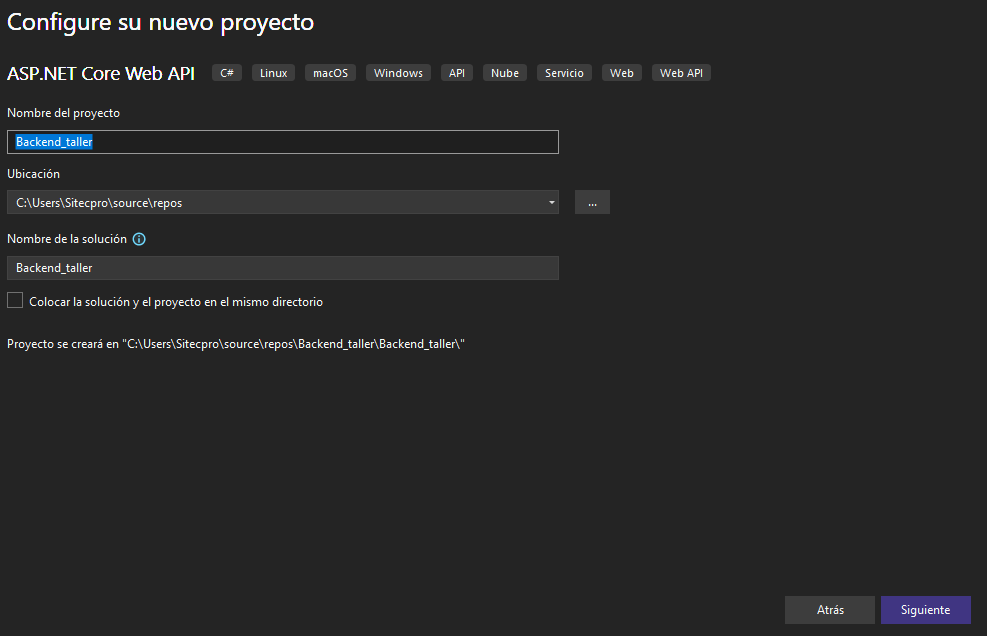 Configure su nuevo proyecto
ASP.NET Core Web API C# Linux macOS Windows API Nube Servicio Web Web API
Nombre del proyecto
Backend_taller
Ubicación
C:\Users\Sitecpro\source\repos ...
Nombre de la solución
Backend_taller
Colocar la solución y el proyecto en el mismo directorio
Proyecto se creará en "C:\Users\Sitecpro\source\repos\Backend_taller\Backend_taller\"
Atrás Siguiente